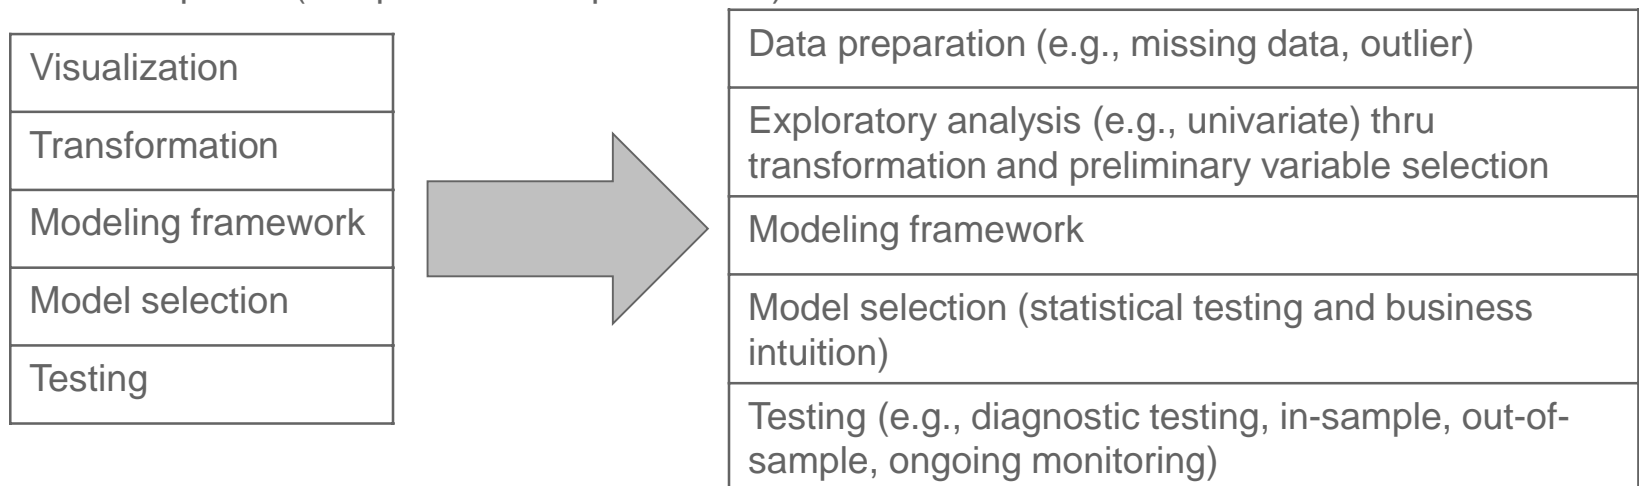 Visualization
Transformation
Modeling framework
Model selection
Testing
Data preparation (e.g., missing data, outlier)
Exploratory analysis (e.g., univariate) thru
transformation and preliminary variable selection
Modeling framework
Model selection (statistical testing and business
intuition)
Testing (e.g., diagnostic testing, in-sample, out-of-
sample, ongoing monitoring)